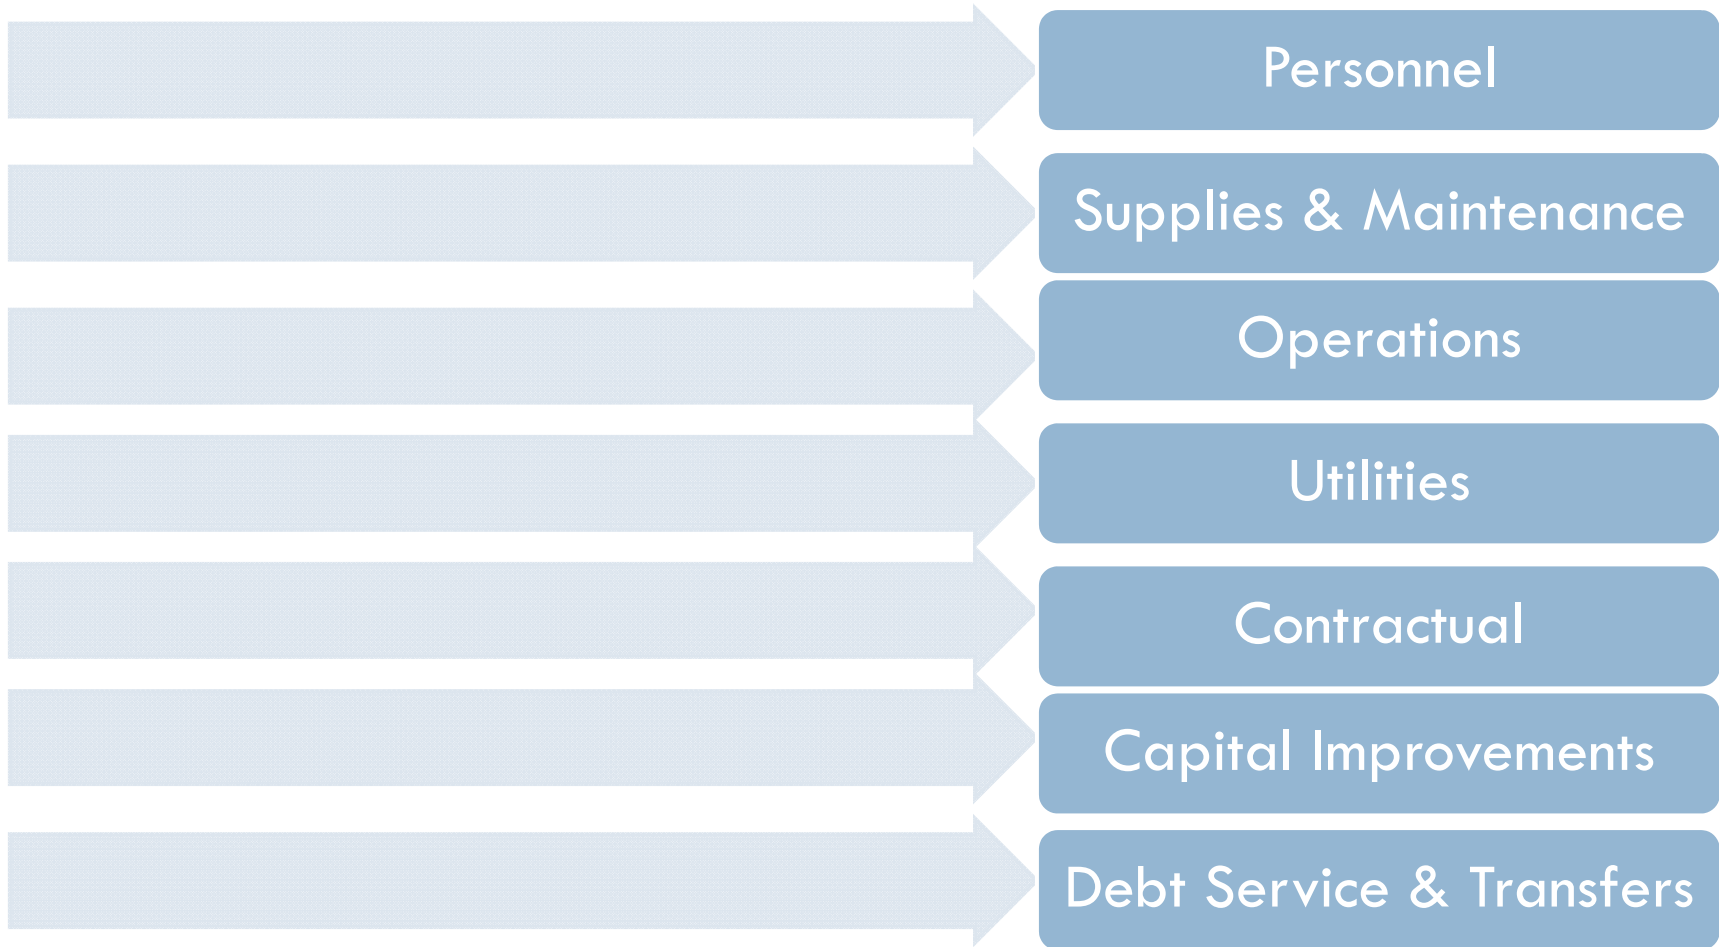 Personnel
Supplies & Maintenance
Operations
Utilities
Contractual
Capital Improvements
Debt Service & Transfers